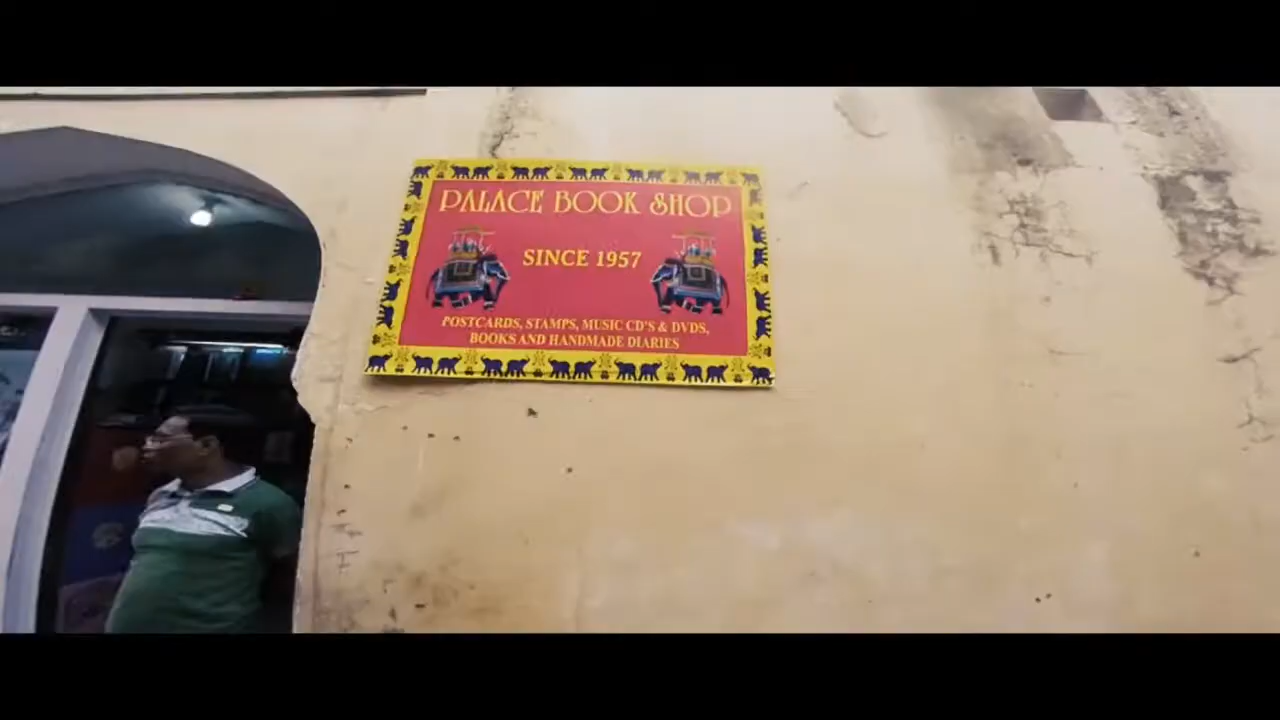 PALACE BOOK SHOP
SINCE 1957
POSTCARDS, STAMPS, MUSIC CD'S & DVDS,
BOOKS AND HANDMADE DIARIES